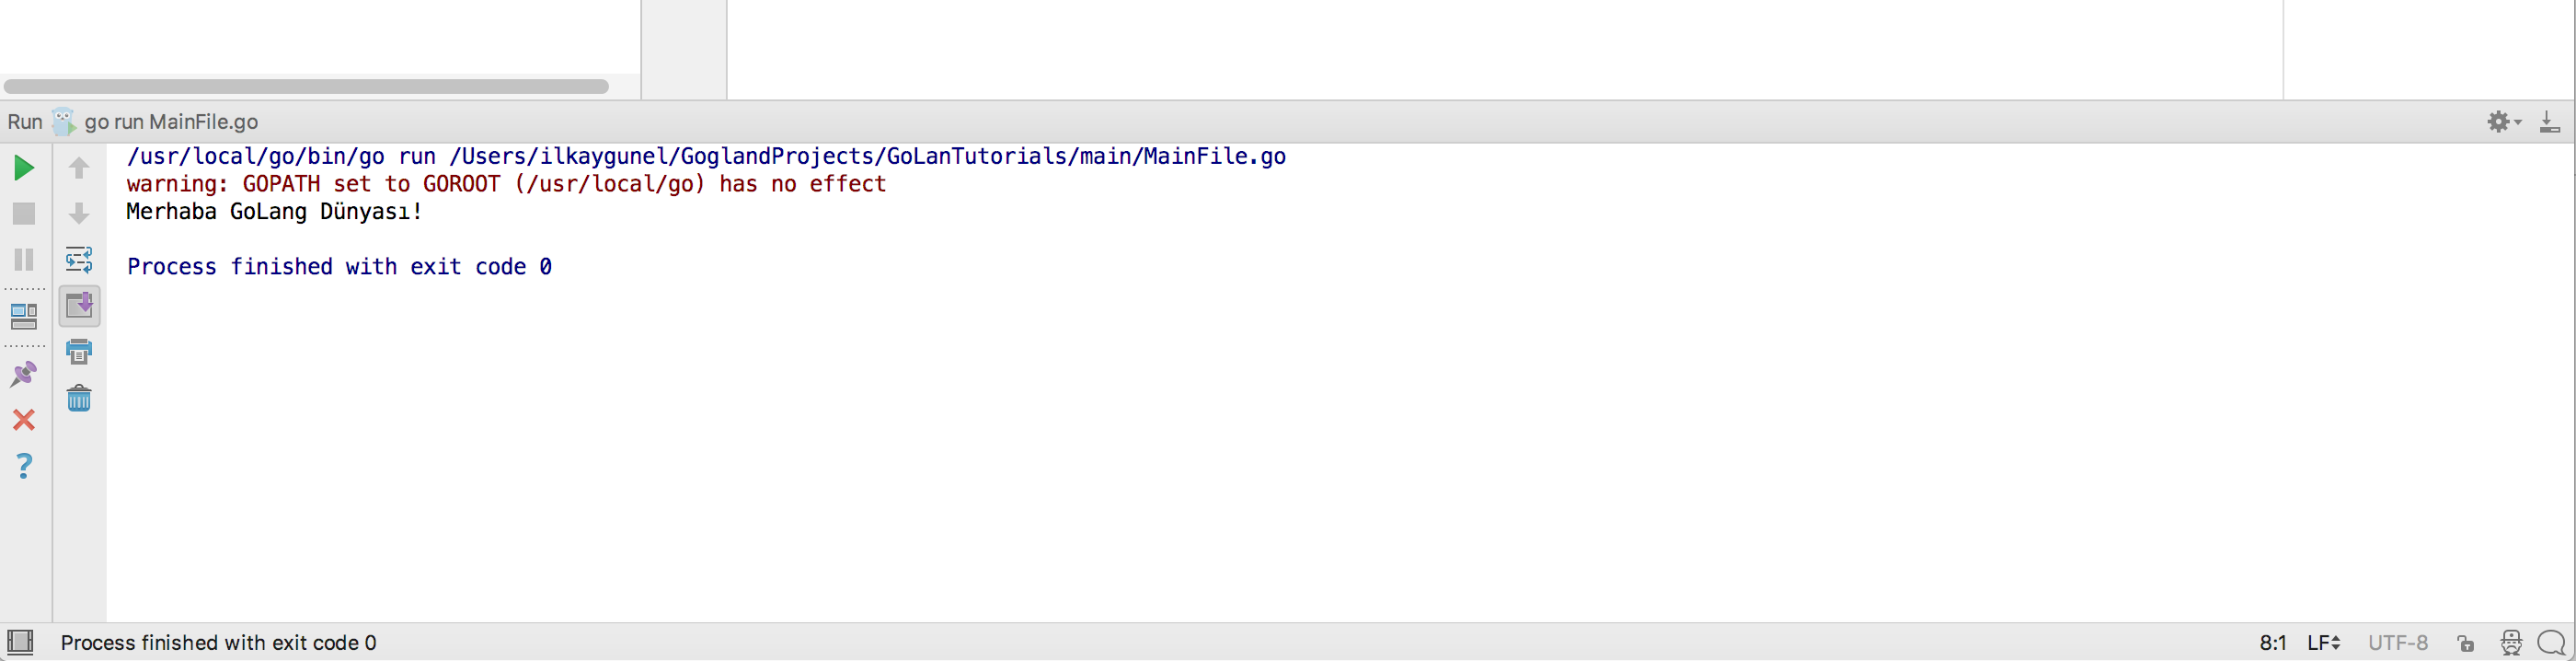 Run go run MainFile.go
/usr/local/go/bin/go run /Users/ilkaygunel/GoglandProjects/GoLanTutorials/main/MainFile.go
warning: GOPATH set to GOROOT (/usr/local/go) has no effect
Merhaba GoLang Dünyası!
Process finished with exit code 0
Process finished with exit code 0 8:1 LF UTF-8